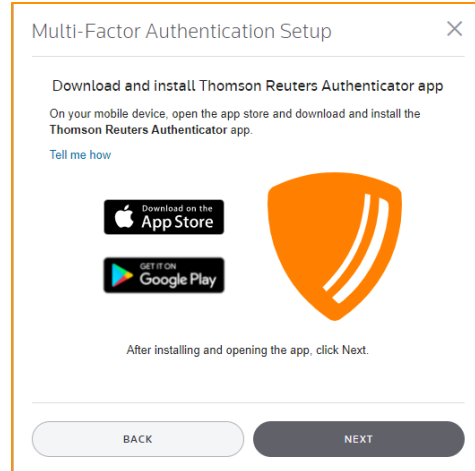 Multi-Factor Authentication Setup
Download and install Thomson Reuters Authenticator app
On your mobile device, open the app store and download and install the
Thomson Reuters Authenticator app.
Tell me how
Download on the
App Store
GET IT ON
Google Play
After installing and opening the app, click Next.
BACK
NEXT